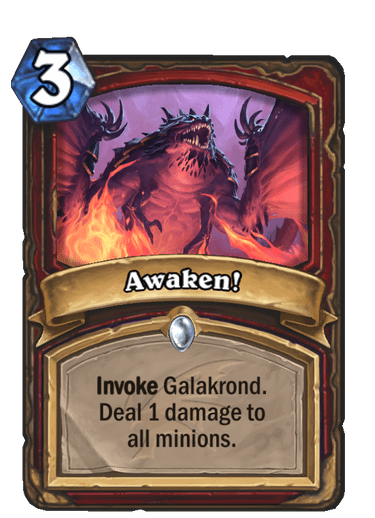 3
Awaken!
Invoke Galakrond.
Deal 1 damage to
all minions.